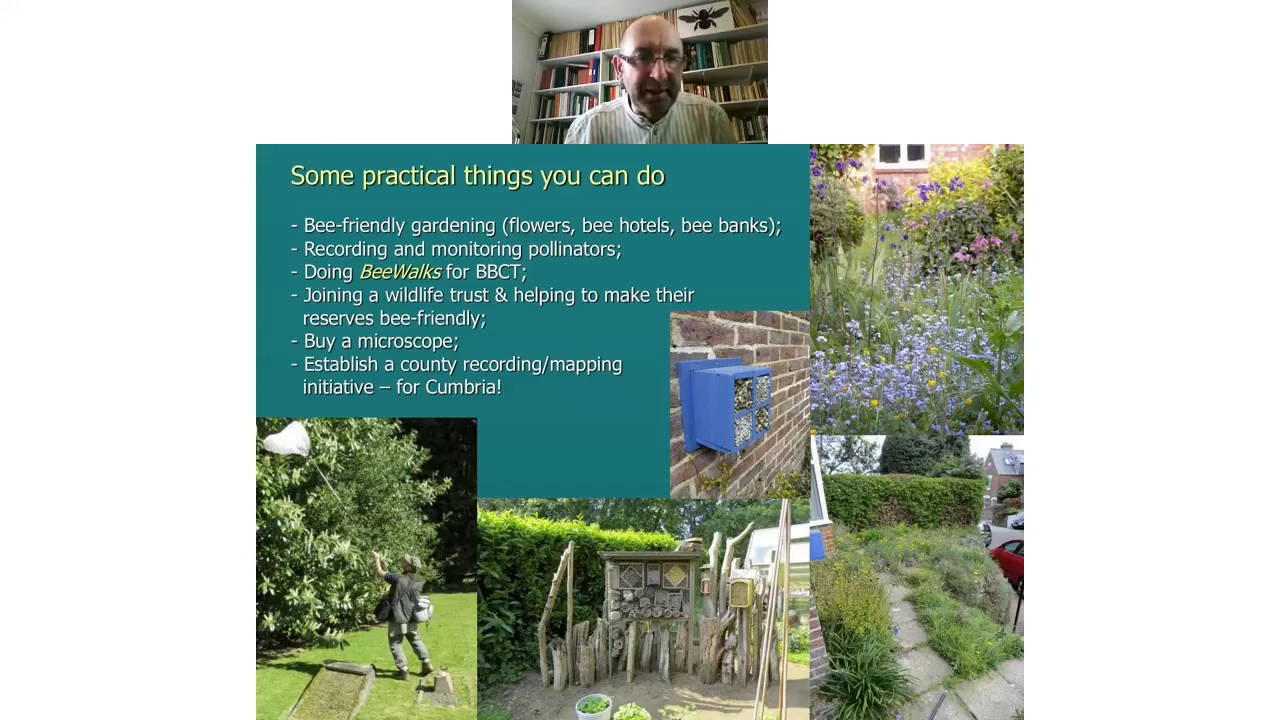 Some practical things you can do
- Bee-friendly gardening (flowers, bee hotels, bee banks);
- Recording and monitoring pollinators;
- Doing BeeWalks for BBCT;
- Joining a wildlife trust & helping to make their
reserves bee-friendly;
- Buy a microscope;
- Establish a county recording/mapping
initiative – for Cumbria!